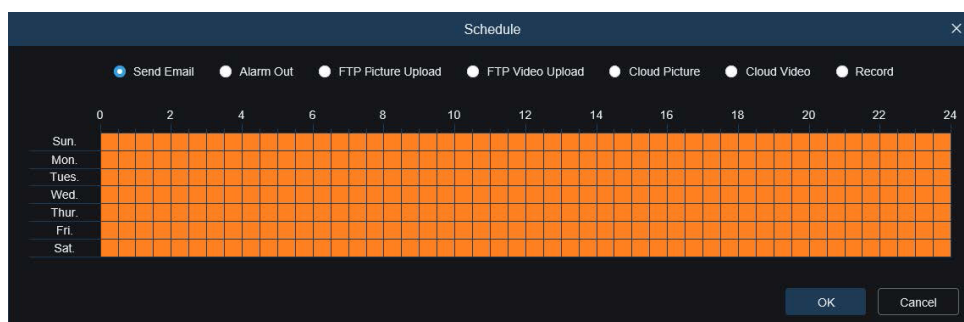 Schedule
Send Email Alarm Out FTP Picture Upload FTP Video Upload Cloud Picture Cloud Video Record
0 2 4 6 8 10 12 14 16 18 20 22 24
Sun.
Mon.
Tues.
Wed.
Thur.
Fri.
Sat.
OK Cancel